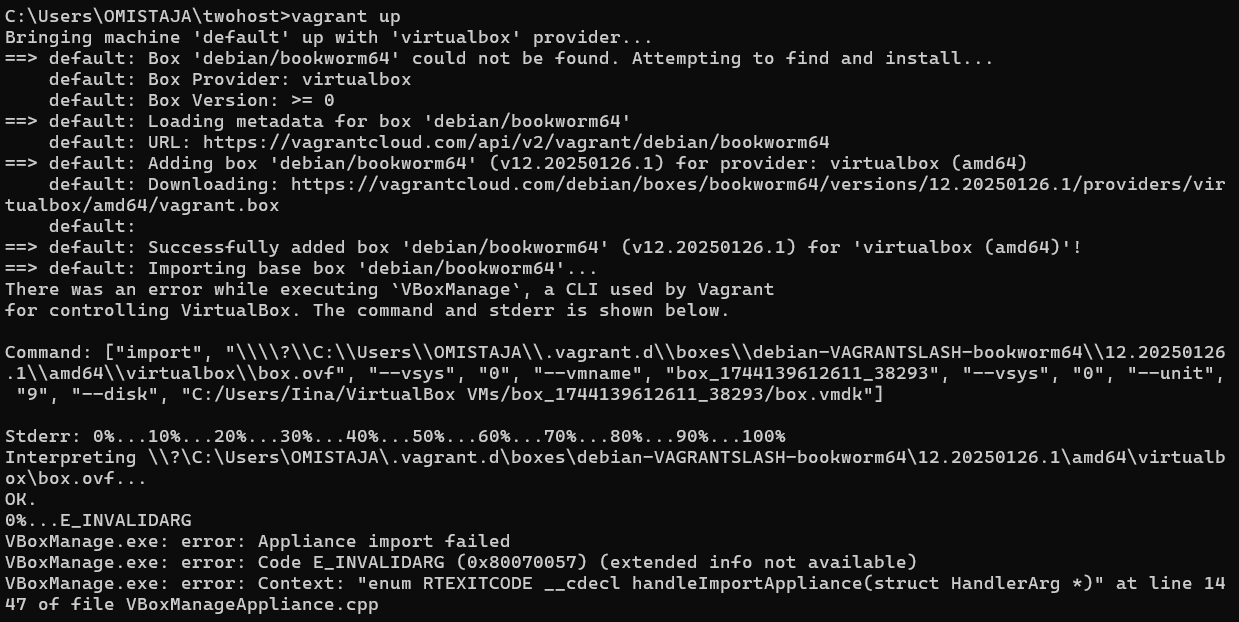 C:\Users\OMISTAJA\twohost>vagrant up
Bringing machine 'default' up with 'virtualbox' provider...
==> default: Box 'debian/bookworm64' could not be found. Attempting to find and install...
    default: Box Provider: virtualbox
    default: Box Version: >= 0
==> default: Loading metadata for box 'debian/bookworm64'
    default: URL: https://vagrantcloud.com/api/v2/vagrant/debian/bookworm64
==> default: Adding box 'debian/bookworm64' (v12.20250126.1) for provider: virtualbox (amd64)
    default: Downloading: https://vagrantcloud.com/debian/boxes/bookworm64/versions/12.20250126.1/providers/vir
tualbox/amd64/vagrant.box
    default:
==> default: Successfully added box 'debian/bookworm64' (v12.20250126.1) for 'virtualbox (amd64)'!
==> default: Importing base box 'debian/bookworm64'...
There was an error while executing `VBoxManage`, a CLI used by Vagrant
for controlling VirtualBox. The command and stderr is shown below.

Command: ["import", "\\\\?\\C:\\Users\\OMISTAJA\\.vagrant.d\\boxes\\debian-VAGRANTSLASH-bookworm64\\12.20250126
.1\\amd64\\virtualbox\\box.ovf", "--vsys", "0", "--vmname", "box_1744139612611_38293", "--vsys", "0", "--unit",
 "9", "--disk", "C:/Users/Iina/VirtualBox VMs/box_1744139612611_38293/box.vmdk"]

Stderr: 0%...10%...20%...30%...40%...50%...60%...70%...80%...90%...100%
Interpreting \\?\C:\Users\OMISTAJA\.vagrant.d\boxes\debian-VAGRANTSLASH-bookworm64\12.20250126.1\amd64\virtualb
ox\box.ovf...
OK.
0%...E_INVALIDARG
VBoxManage.exe: error: Appliance import failed
VBoxManage.exe: error: Code E_INVALIDARG (0x80070057) (extended info not available)
VBoxManage.exe: error: Context: "enum RTEXITCODE __cdecl handleImportAppliance(struct HandlerArg *)" at line 14
47 of file VBoxManageAppliance.cpp